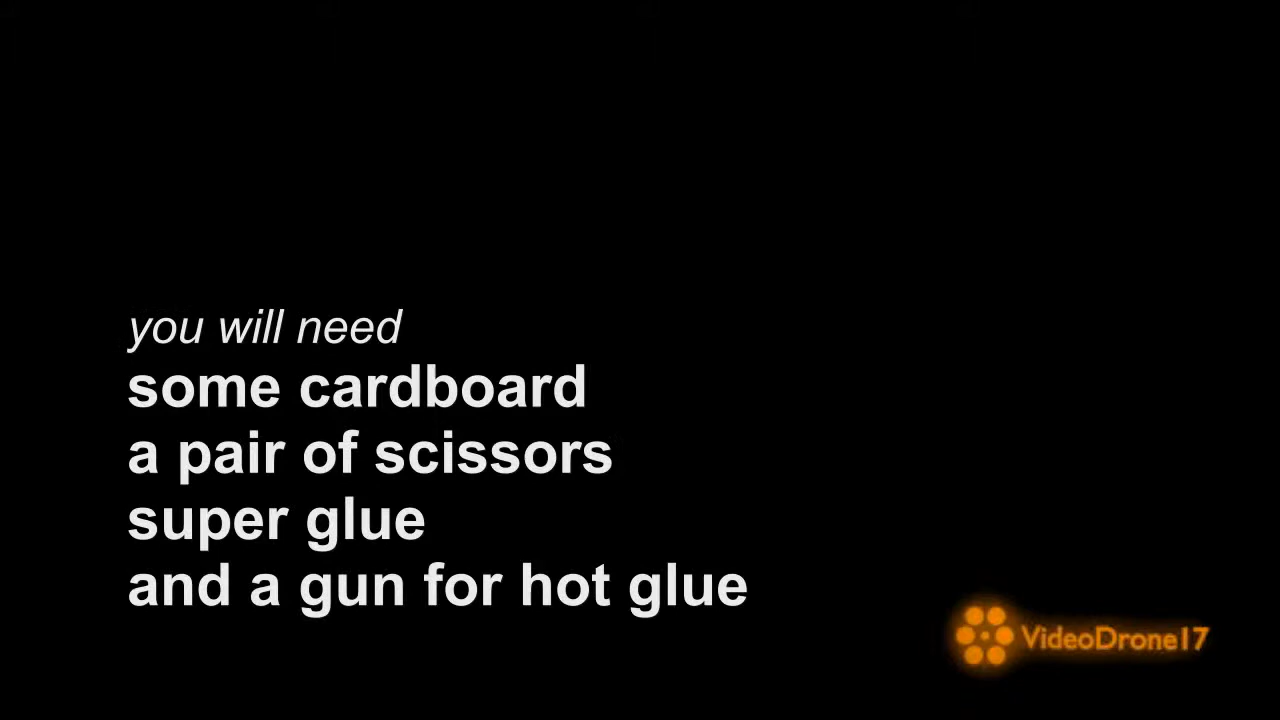 you will need
some cardboard
a pair of scissors
super glue
and a gun for hot glue
VideoDrone17